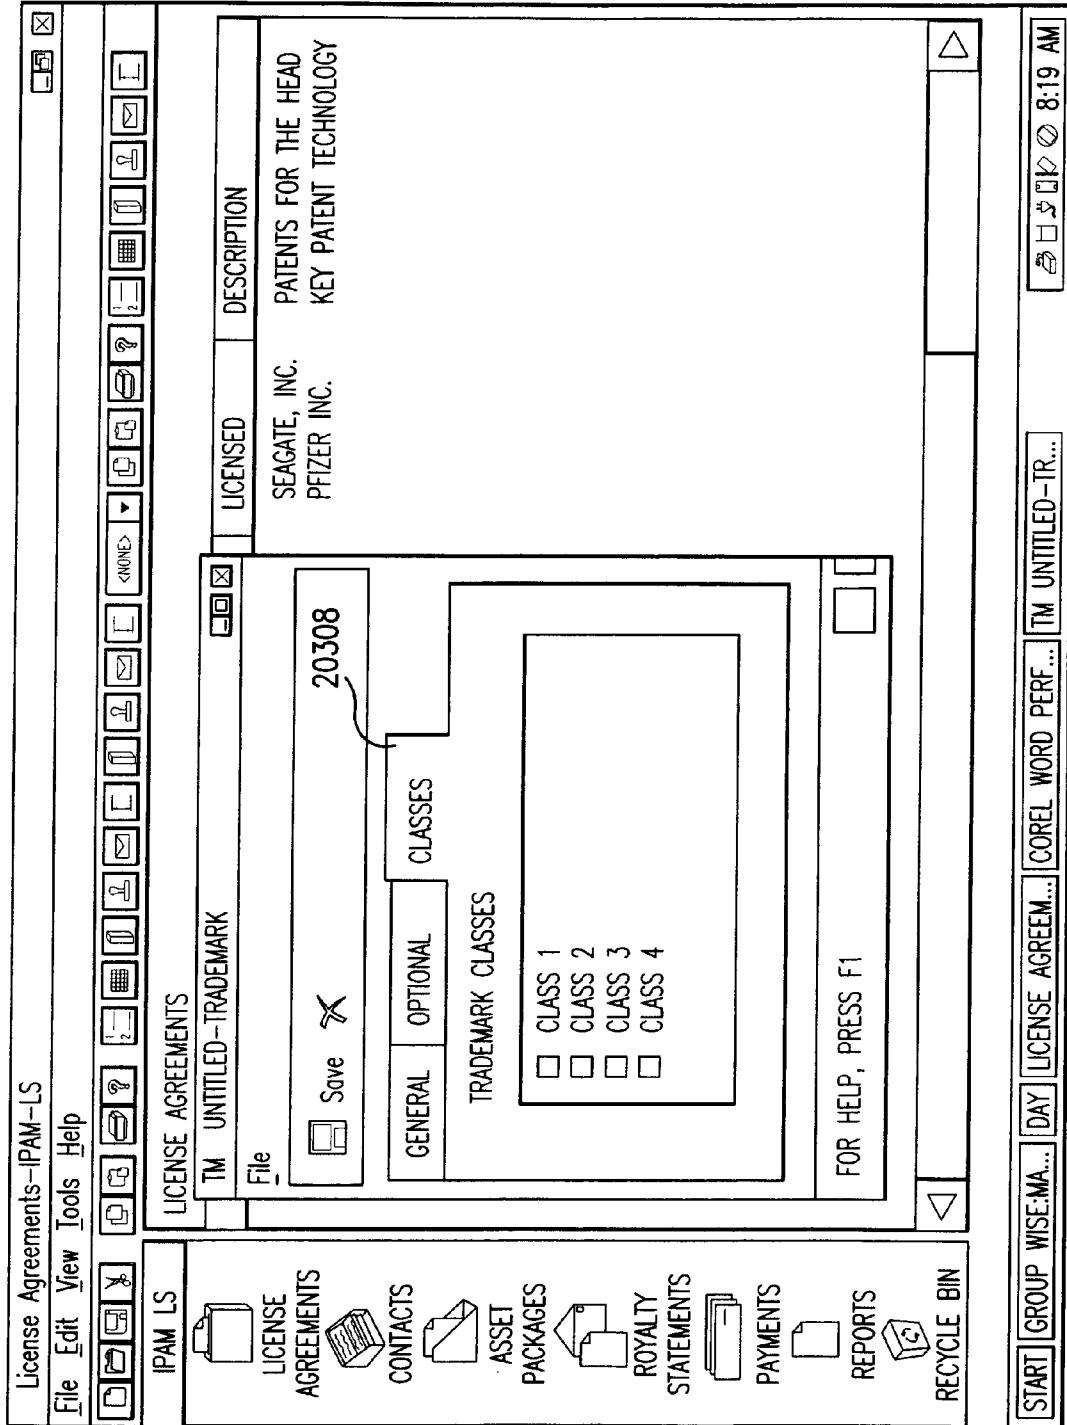 License Agreements-IPAM-LS
File Edit View Tools Help
<NONE>
IPAM LS
LICENSE AGREEMENTS
CONTACTS
ASSET PACKAGES
ROYALTY STATEMENTS
PAYMENTS
REPORTS
RECYCLE BIN
LICENSE AGREEMENTS
LICENSED DESCRIPTION
SEAGATE, INC. PATENTS FOR THE HEAD
PFIZER INC. KEY PATENT TECHNOLOGY
TM UNTITLED-TRADEMARK
File
Save
20308
GENERAL OPTIONAL CLASSES
TRADEMARK CLASSES
CLASS 1
CLASS 2
CLASS 3
CLASS 4
FOR HELP, PRESS F1
START GROUP WISE:MA... DAY LICENSE AGREEM... COREL WORD PERF... TM UNTITLED-TR... 8:19 AM